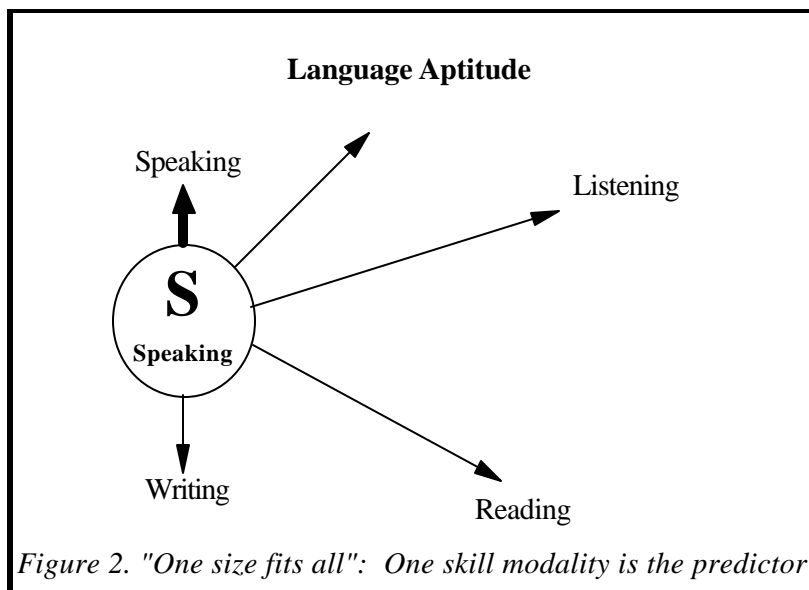 Language Aptitude
Speaking
Listening
S
Speaking
Writing
Reading
Figure 2. "One size fits all": One skill modality is the predictor